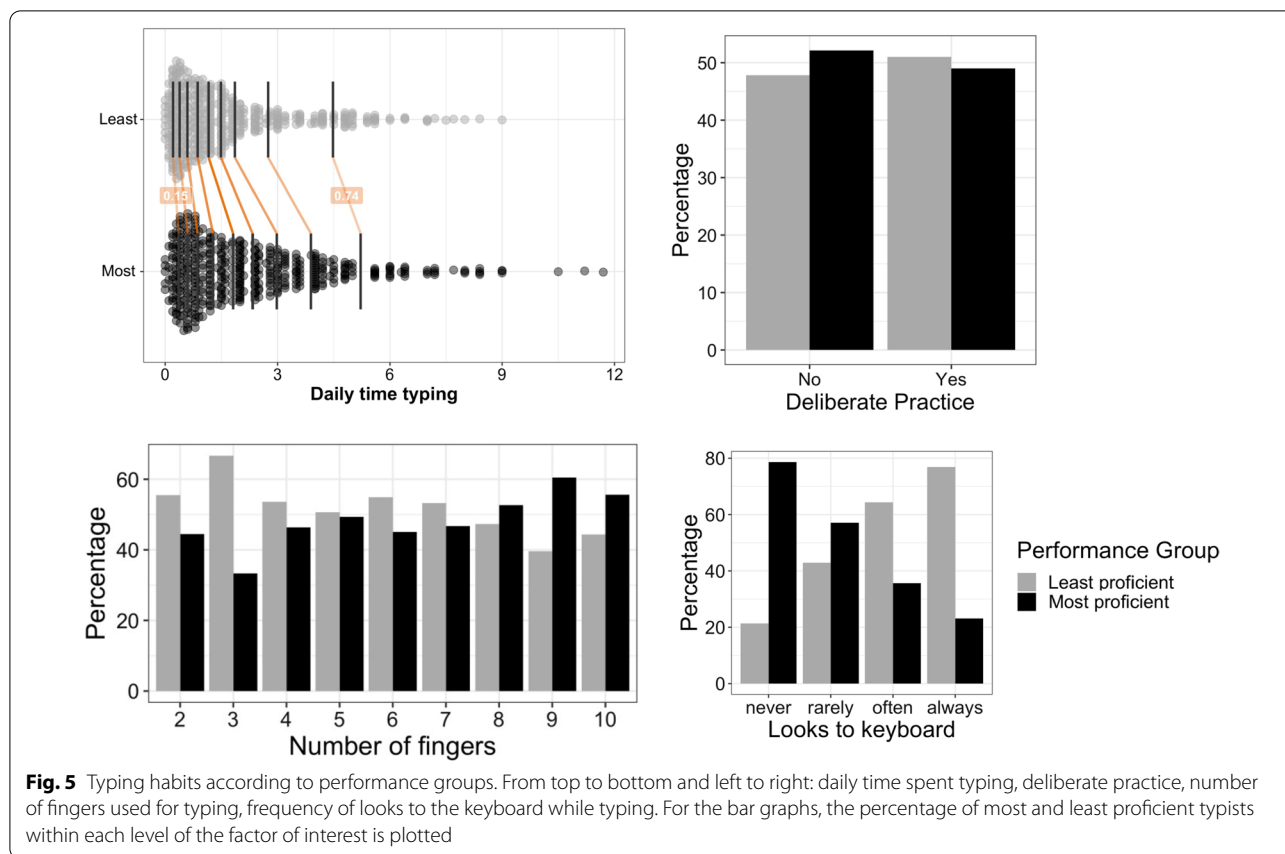 Least
0.15
0.74
Most
0
3
6
9
12
Daily time typing
Percentage
50
40
30
20
10
0
No
Yes
Deliberate Practice
Percentage
60
40
20
0
2
3
4
5
6
7
8
9
10
Number of fingers
Percentage
80
60
40
20
0
never
rarely
often
always
Looks to keyboard
Performance Group
Least proficient
Most proficient
Fig. 5 Typing habits according to performance groups. From top to bottom and left to right: daily time spent typing, deliberate practice, number
of fingers used for typing, frequency of looks to the keyboard while typing. For the bar graphs, the percentage of most and least proficient typists
within each level of the factor of interest is plotted